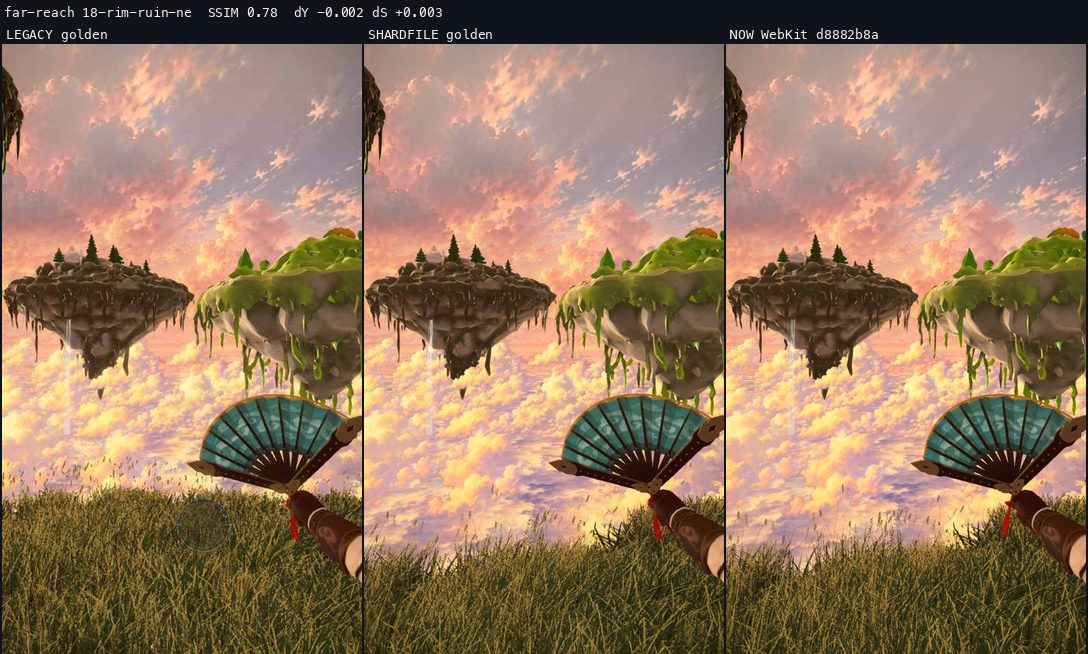 far-reach 18-rim-ruin-ne  SSIM 0.78  dY −0.002 dS +0.003
LEGACY golden
SHARDFILE golden
NOW WebKit d8882b8a